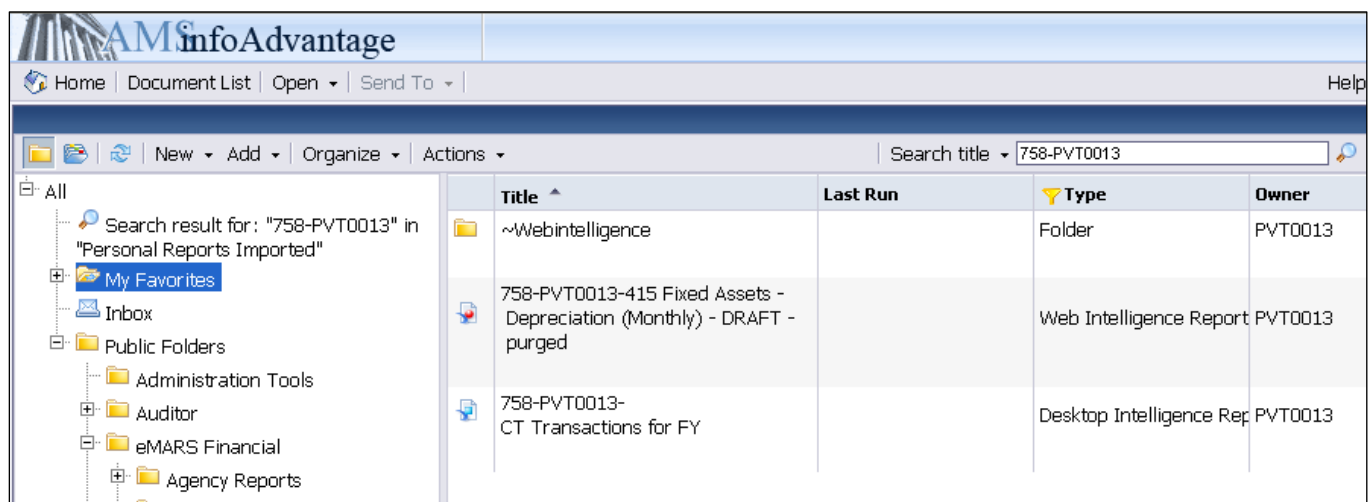 AMS infoAdvantage
Home | Document List | Open | Send To | Help
New Add | Organize | Actions | Search title 758-PVT0013
All
Search result for: "758-PVT0013" in
"Personal Reports Imported"
My Favorites
Inbox
Public Folders
Administration Tools
Auditor
eMARS Financial
Agency Reports
Title Last Run Type Owner
~Webintelligence Folder PVT0013
758-PVT0013-415 Fixed Assets -
Depreciation (Monthly) - DRAFT -
purged
Web Intelligence Report PVT0013
758-PVT0013-
CT Transactions for FY
Desktop Intelligence Rep PVT0013